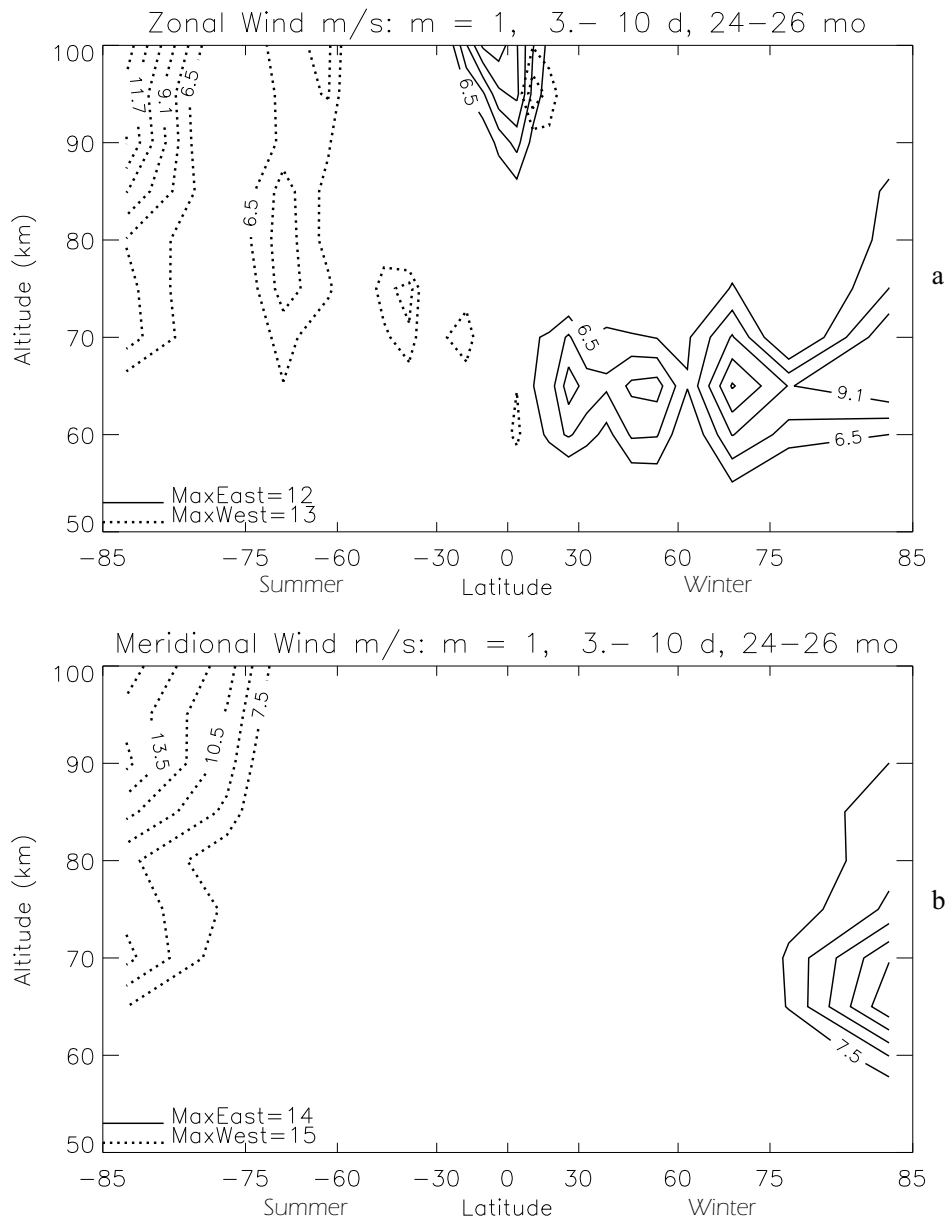 Zonal Wind m/s: m = 1, 3.− 10 d, 24−26 mo
100
90
80
70
60
50
Altitude (km)
11.7
9.1
6.5
6.5
6.5
6.5
9.1
6.5
MaxEast=12
MaxWest=13
−85 −75 −60 −30 0 30 60 75 85
Summer Latitude Winter
a
Meridional Wind m/s: m = 1, 3.− 10 d, 24−26 mo
100
90
80
70
60
50
Altitude (km)
13.5
10.5
7.5
7.5
MaxEast=14
MaxWest=15
−85 −75 −60 −30 0 30 60 75 85
Summer Latitude Winter
b